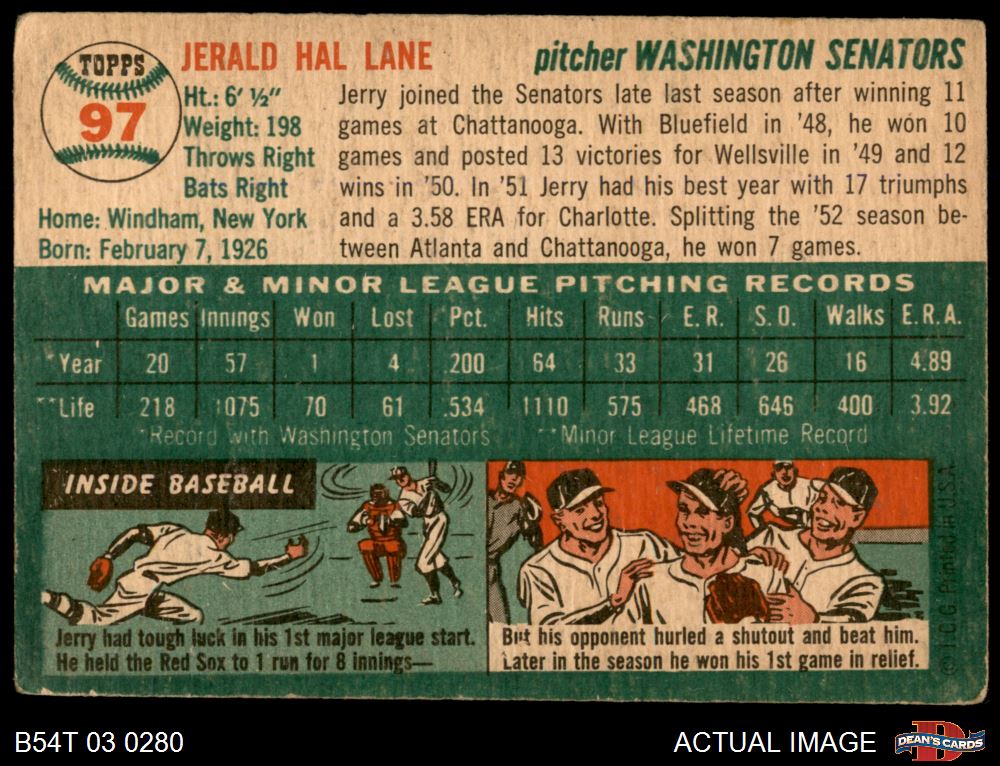 TOPPS
97
JERALD HAL LANE
pitcher WASHINGTON SENATORS
Ht.: 6' ½"
Weight: 198
Throws Right
Bats Right
Home: Windham, New York
Born: February 7, 1926
Jerry joined the Senators late last season after winning 11
games at Chattanooga. With Bluefield in '48, he won 10
games and posted 13 victories for Wellsville in '49 and 12
wins in '50. In '51 Jerry had his best year with 17 triumphs
and a 3.58 ERA for Charlotte. Splitting the '52 season be-
tween Atlanta and Chattanooga, he won 7 games.
MAJOR & MINOR LEAGUE PITCHING RECORDS
Games Innings Won Lost Pct. Hits Runs E. R. S. O. Walks E.R.A.
*Year 20 57 1 4 .200 64 33 31 26 16 4.89
**Life 218 1075 70 61 .534 1110 575 468 646 400 3.92
*Record with Washington Senators **Minor League Lifetime Record
INSIDE BASEBALL
Jerry had tough luck in his 1st major league start.
He held the Red Sox to 1 run for 8 innings—
But his opponent hurled a shutout and beat him.
Later in the season he won his 1st game in relief.
© T.C.G. Printed in U.S.A.
B54T 03 0280
ACTUAL IMAGE
DEAN'S CARDS